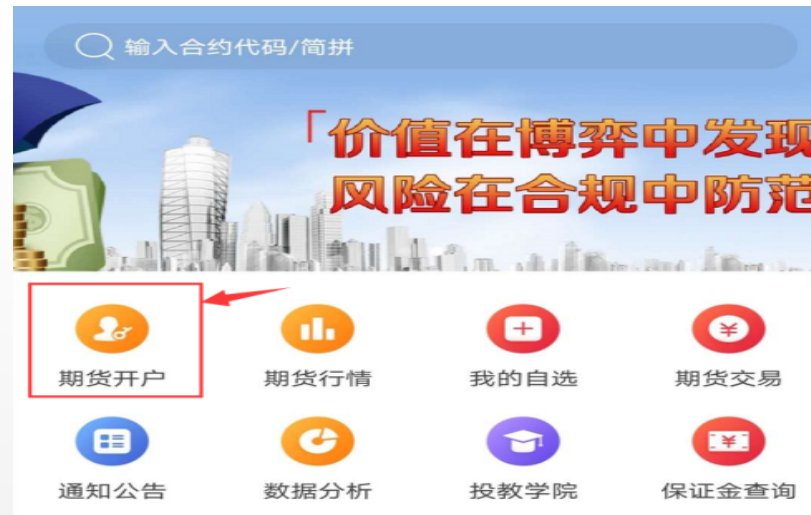 输入合约代码/简拼
「价值在博弈中发现
风险在合规中防范
期货开户
期货行情
我的自选
期货交易
通知公告
数据分析
投教学院
保证金查询